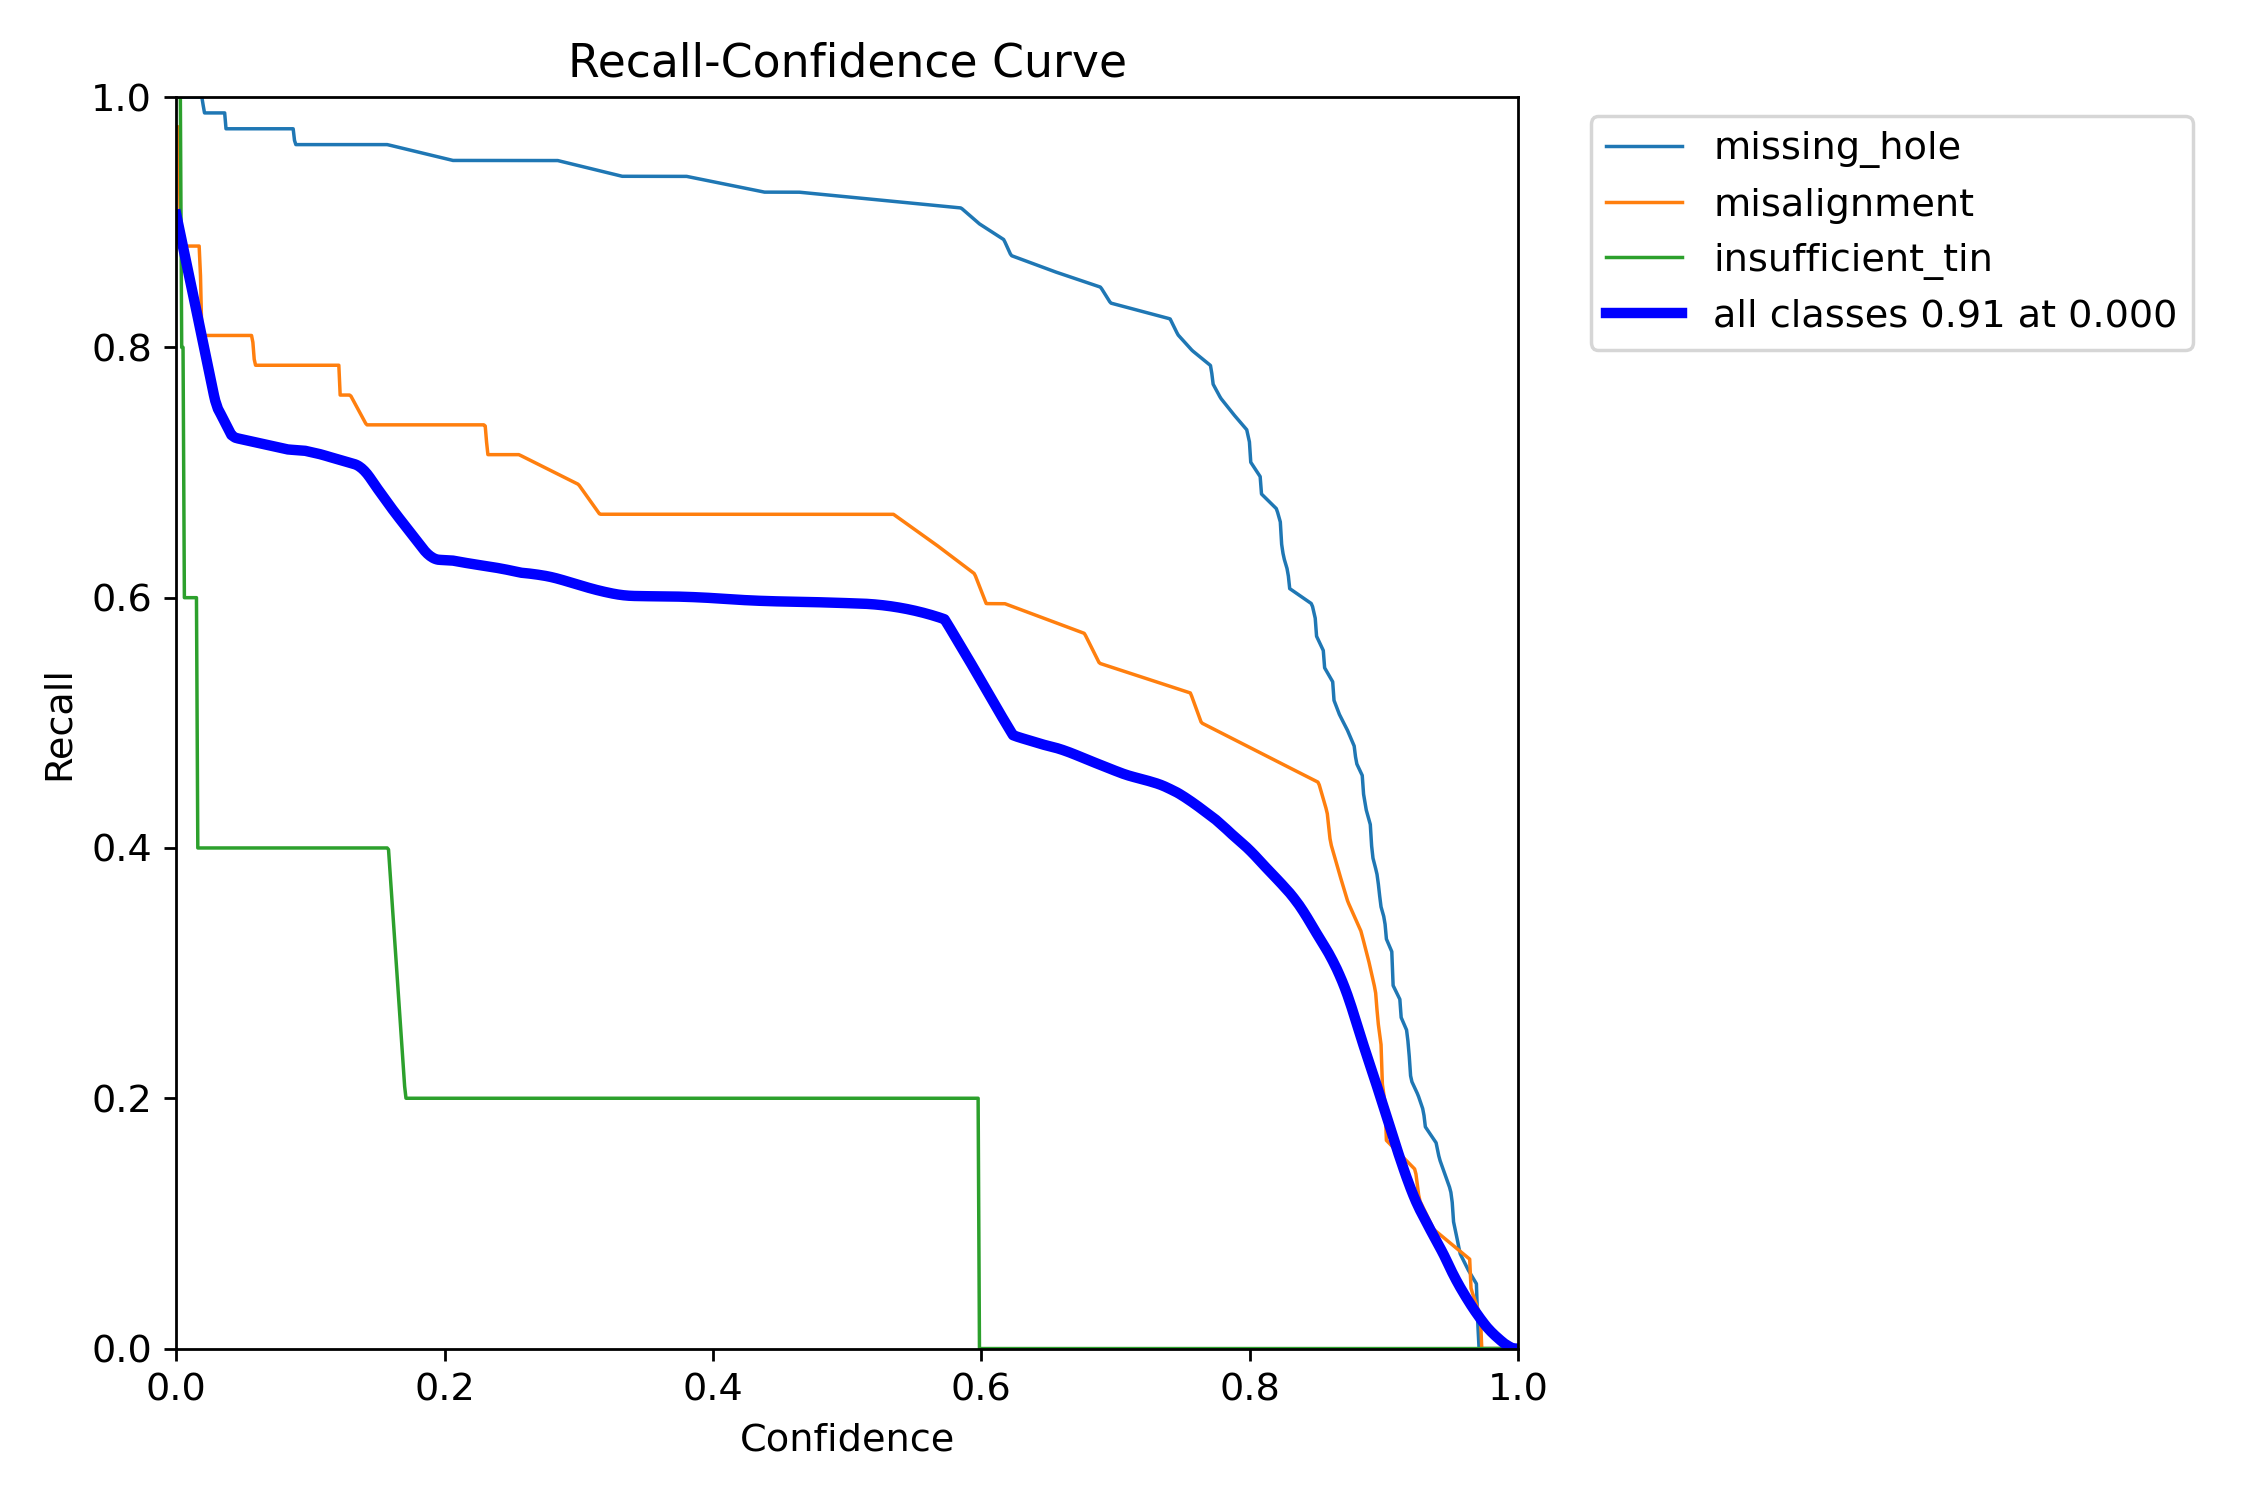 Recall-Confidence Curve
1.0
0.8
0.6
0.4
0.2
0.0
Recall
0.0 0.2 0.4 0.6 0.8 1.0
Confidence
missing_hole
misalignment
insufficient_tin
all classes 0.91 at 0.000